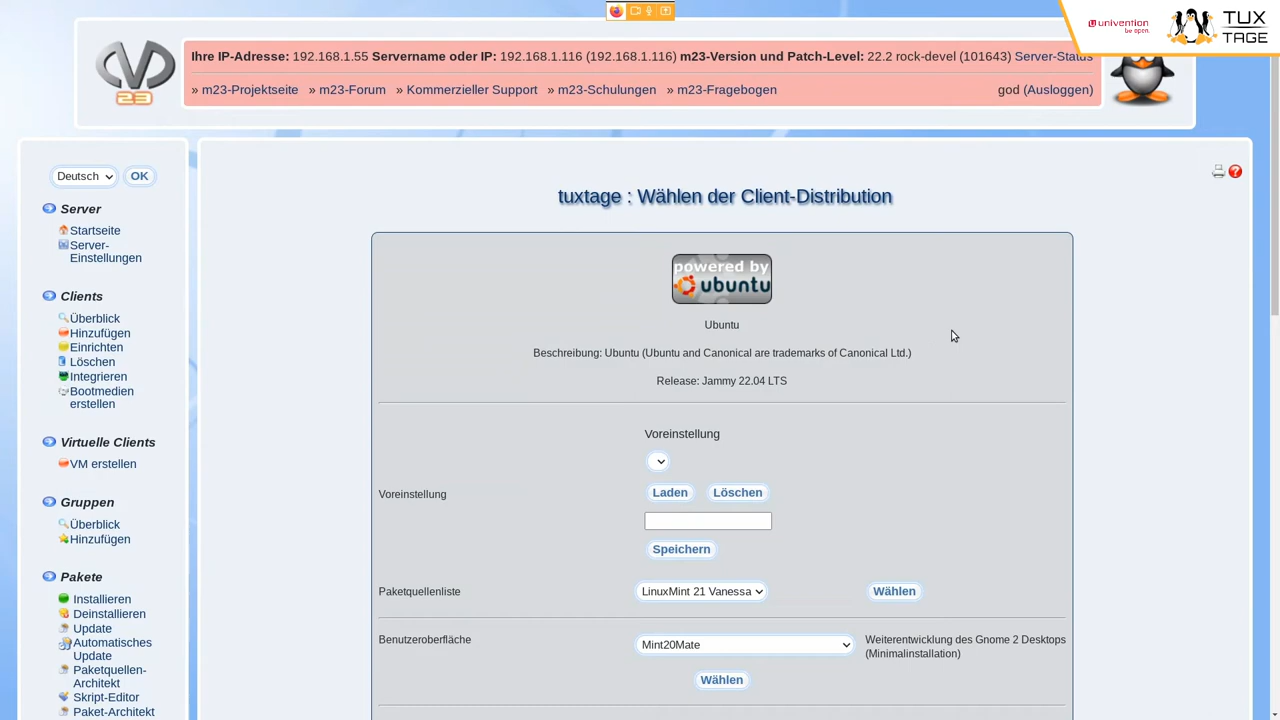 univention
be open.
TUX
TAGE
Ihre IP-Adresse: 192.168.1.55 Servername oder IP: 192.168.1.116 (192.168.1.116) m23-Version und Patch-Level: 22.2 rock-devel (101643) Server-Status
» m23-Projektseite » m23-Forum » Kommerzieller Support » m23-Schulungen » m23-Fragebogen god (Ausloggen)
23
Deutsch OK
Server
Startseite
Server-
Einstellungen
Clients
Überblick
Hinzufügen
Einrichten
Löschen
Integrieren
Bootmedien
erstellen
Virtuelle Clients
VM erstellen
Gruppen
Überblick
Hinzufügen
Pakete
Installieren
Deinstallieren
Update
Automatisches
Update
Paketquellen-
Architekt
Skript-Editor
Paket-Architekt
tuxtage : Wählen der Client-Distribution
powered by
ubuntu
Ubuntu
Beschreibung: Ubuntu (Ubuntu and Canonical are trademarks of Canonical Ltd.)
Release: Jammy 22.04 LTS
Voreinstellung
Voreinstellung
Laden Löschen
Speichern
Paketquellenliste LinuxMint 21 Vanessa Wählen
Benutzeroberfläche Mint20Mate Weiterentwicklung des Gnome 2 Desktops
(Minimalinstallation)
Wählen